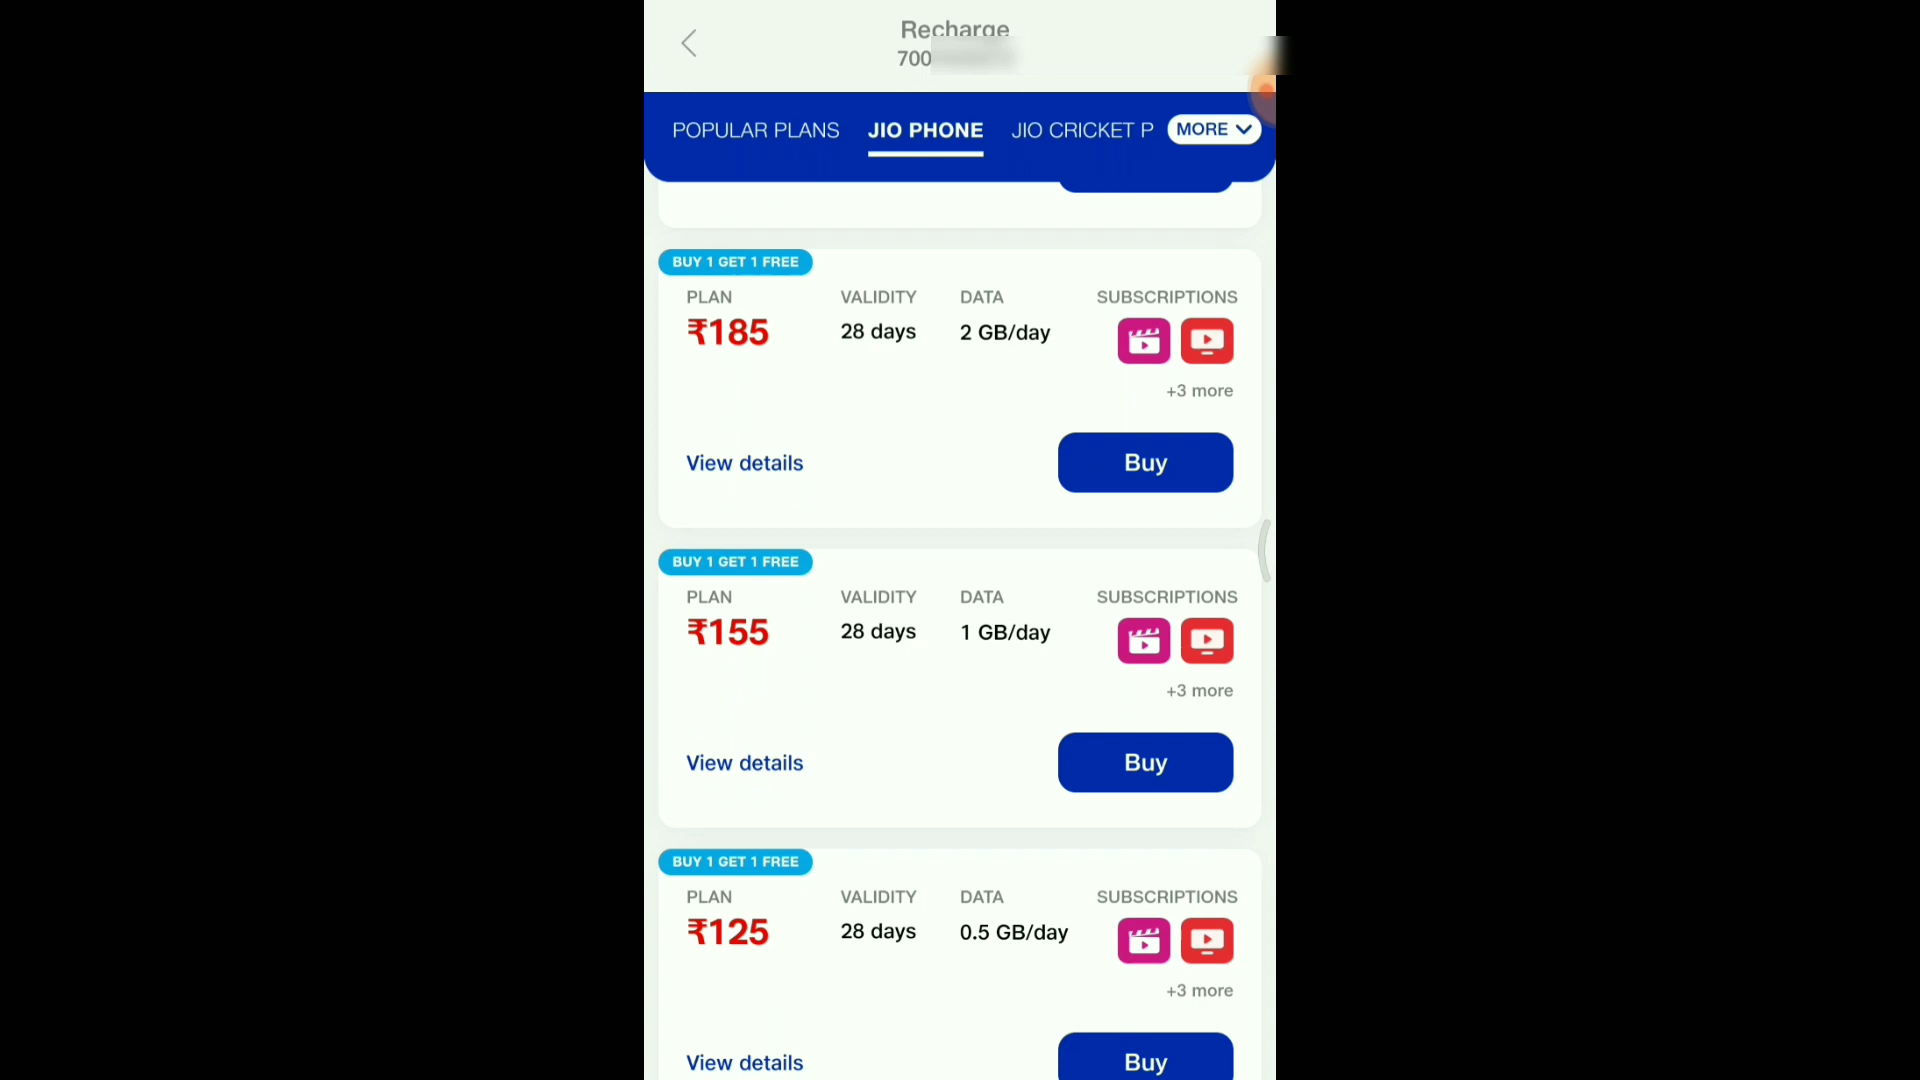 Recharge
700
POPULAR PLANS JIO PHONE JIO CRICKET P MORE
BUY 1 GET 1 FREE
PLAN VALIDITY DATA SUBSCRIPTIONS
₹185 28 days 2 GB/day
+3 more
View details Buy
BUY 1 GET 1 FREE
PLAN VALIDITY DATA SUBSCRIPTIONS
₹155 28 days 1 GB/day
+3 more
View details Buy
BUY 1 GET 1 FREE
PLAN VALIDITY DATA SUBSCRIPTIONS
₹125 28 days 0.5 GB/day
+3 more
View details Buy